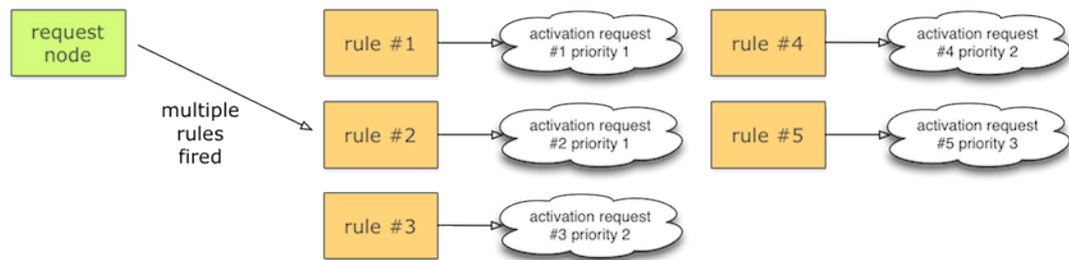 request
node
multiple
rules
fired
rule #1
activation request
#1 priority 1
rule #2
activation request
#2 priority 1
rule #3
activation request
#3 priority 2
rule #4
activation request
#4 priority 2
rule #5
activation request
#5 priority 3